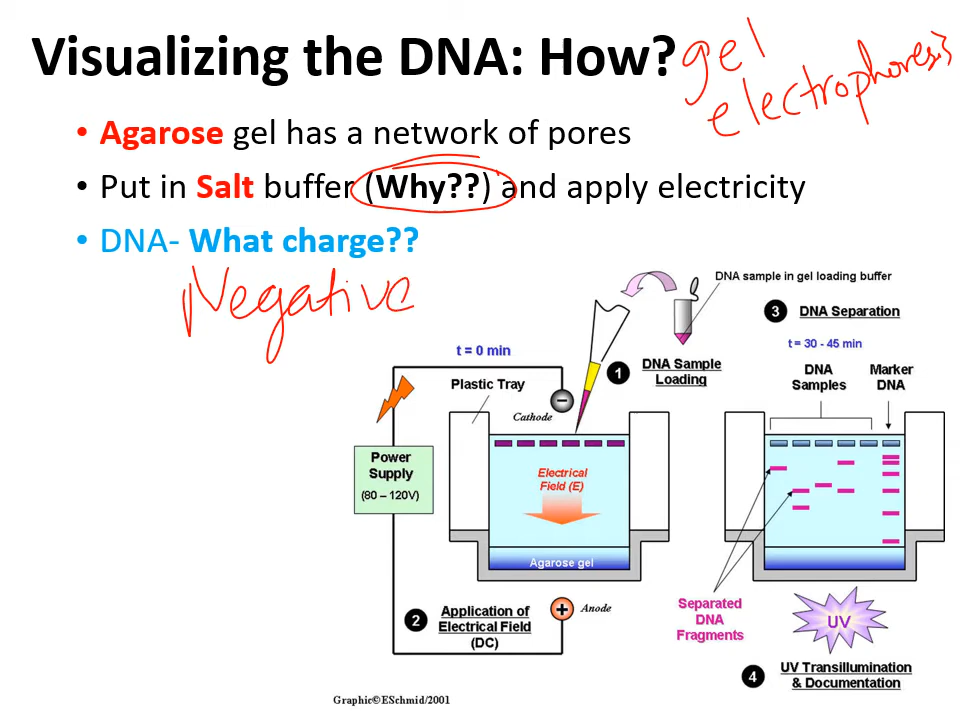 Visualizing the DNA: How?
gel
electrophoresis
• Agarose gel has a network of pores
• Put in Salt buffer (Why??) and apply electricity
• DNA- What charge??
Negative
DNA sample in gel loading buffer
3 DNA Separation
t = 0 min
t = 30 - 45 min
1 DNA Sample
Loading
DNA
Samples
Marker
DNA
Plastic Tray
−
Cathode
Power
Supply
(80 – 120V)
Electrical
Field (E)
Agarose gel
2 Application of
Electrical Field
(DC)
+
Anode
Separated
DNA
Fragments
UV
4 UV Transillumination
& Documentation
Graphic©ESchmid/2001